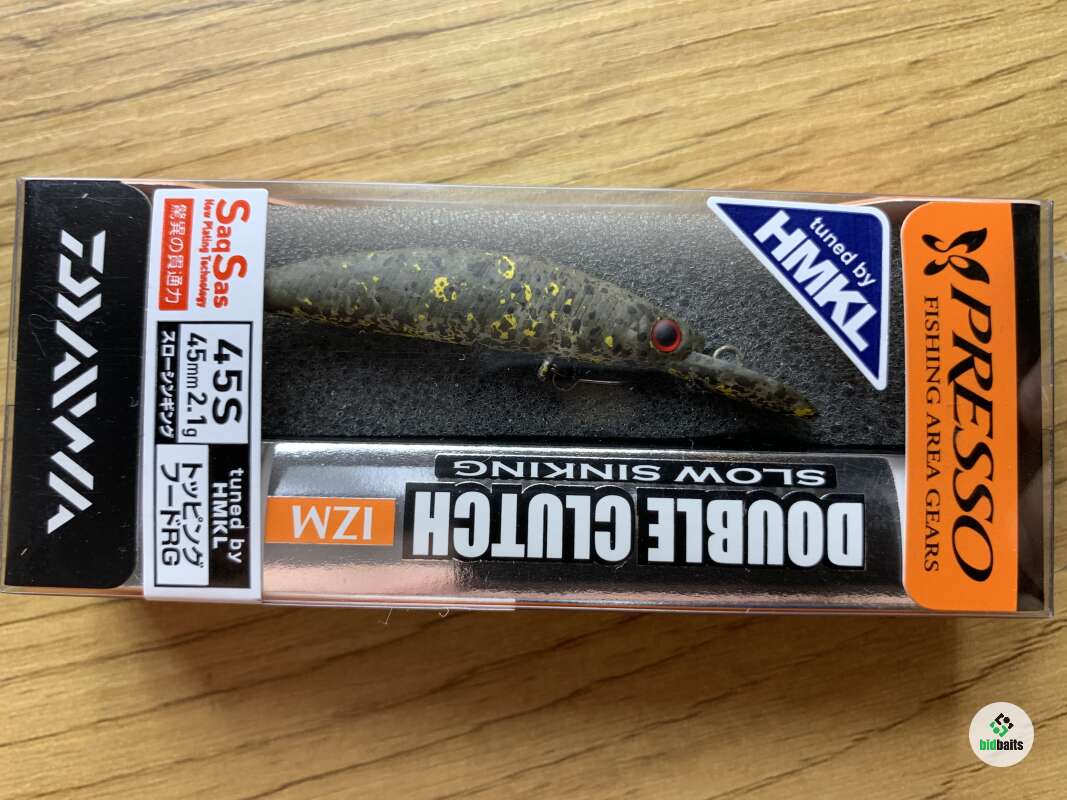 DAIWA
SaqSas
New Plating Technology
驚異の貫通力
45S
45mm 2.1g
スローシンキング
tuned by
HMKL
トッピング
フードRG
tuned by
HMKL
PRESSO
FISHING AREA GEARS
DOUBLE CLUTCH
SLOW SINKING
IZM
bidbaits